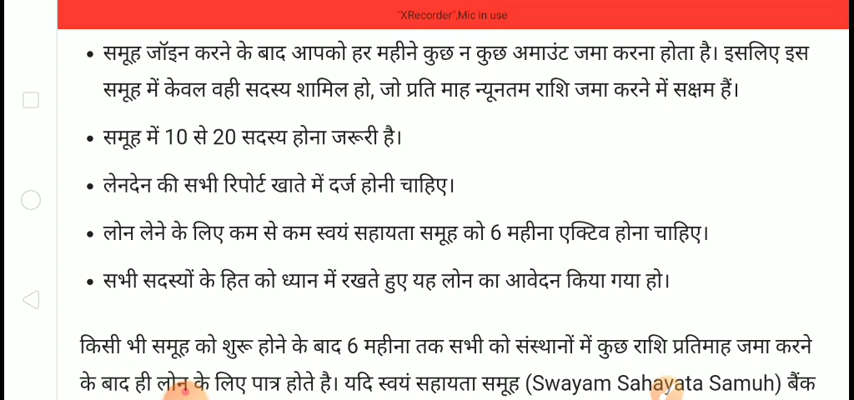 "XRecorder",Mic in use
• समूह जॉइन करने के बाद आपको हर महीने कुछ न कुछ अमाउंट जमा करना होता है। इसलिए इस
समूह में केवल वही सदस्य शामिल हो, जो प्रति माह न्यूनतम राशि जमा करने में सक्षम हैं।
• समूह में 10 से 20 सदस्य होना जरूरी है।
• लेनदेन की सभी रिपोर्ट खाते में दर्ज होनी चाहिए।
• लोन लेने के लिए कम से कम स्वयं सहायता समूह को 6 महीना एक्टिव होना चाहिए।
• सभी सदस्यों के हित को ध्यान में रखते हुए यह लोन का आवेदन किया गया हो।
किसी भी समूह को शुरू होने के बाद 6 महीना तक सभी को संस्थानों में कुछ राशि प्रतिमाह जमा करने
के बाद ही लोन के लिए पात्र होते है। यदि स्वयं सहायता समूह (Swayam Sahayata Samuh) बैंक